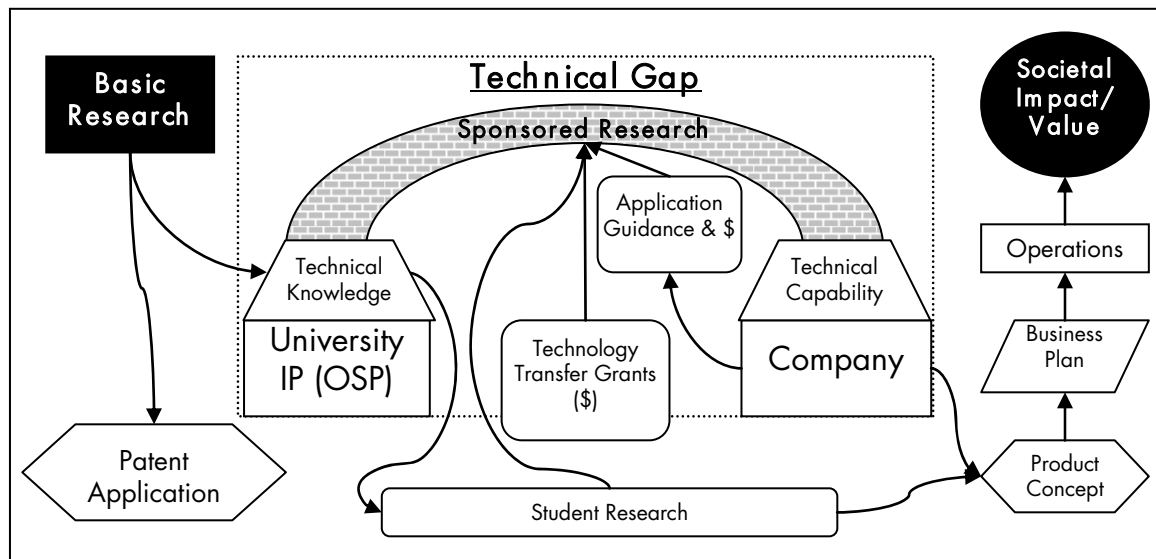 Basic
Research
Technical Gap
Sponsored Research
Societal
Impact/
Value
Application
Guidance & $
Operations
Technical
Knowledge
Technical
Capability
University
IP (OSP)
Technology
Transfer Grants
($)
Company
Business
Plan
Patent
Application
Student Research
Product
Concept